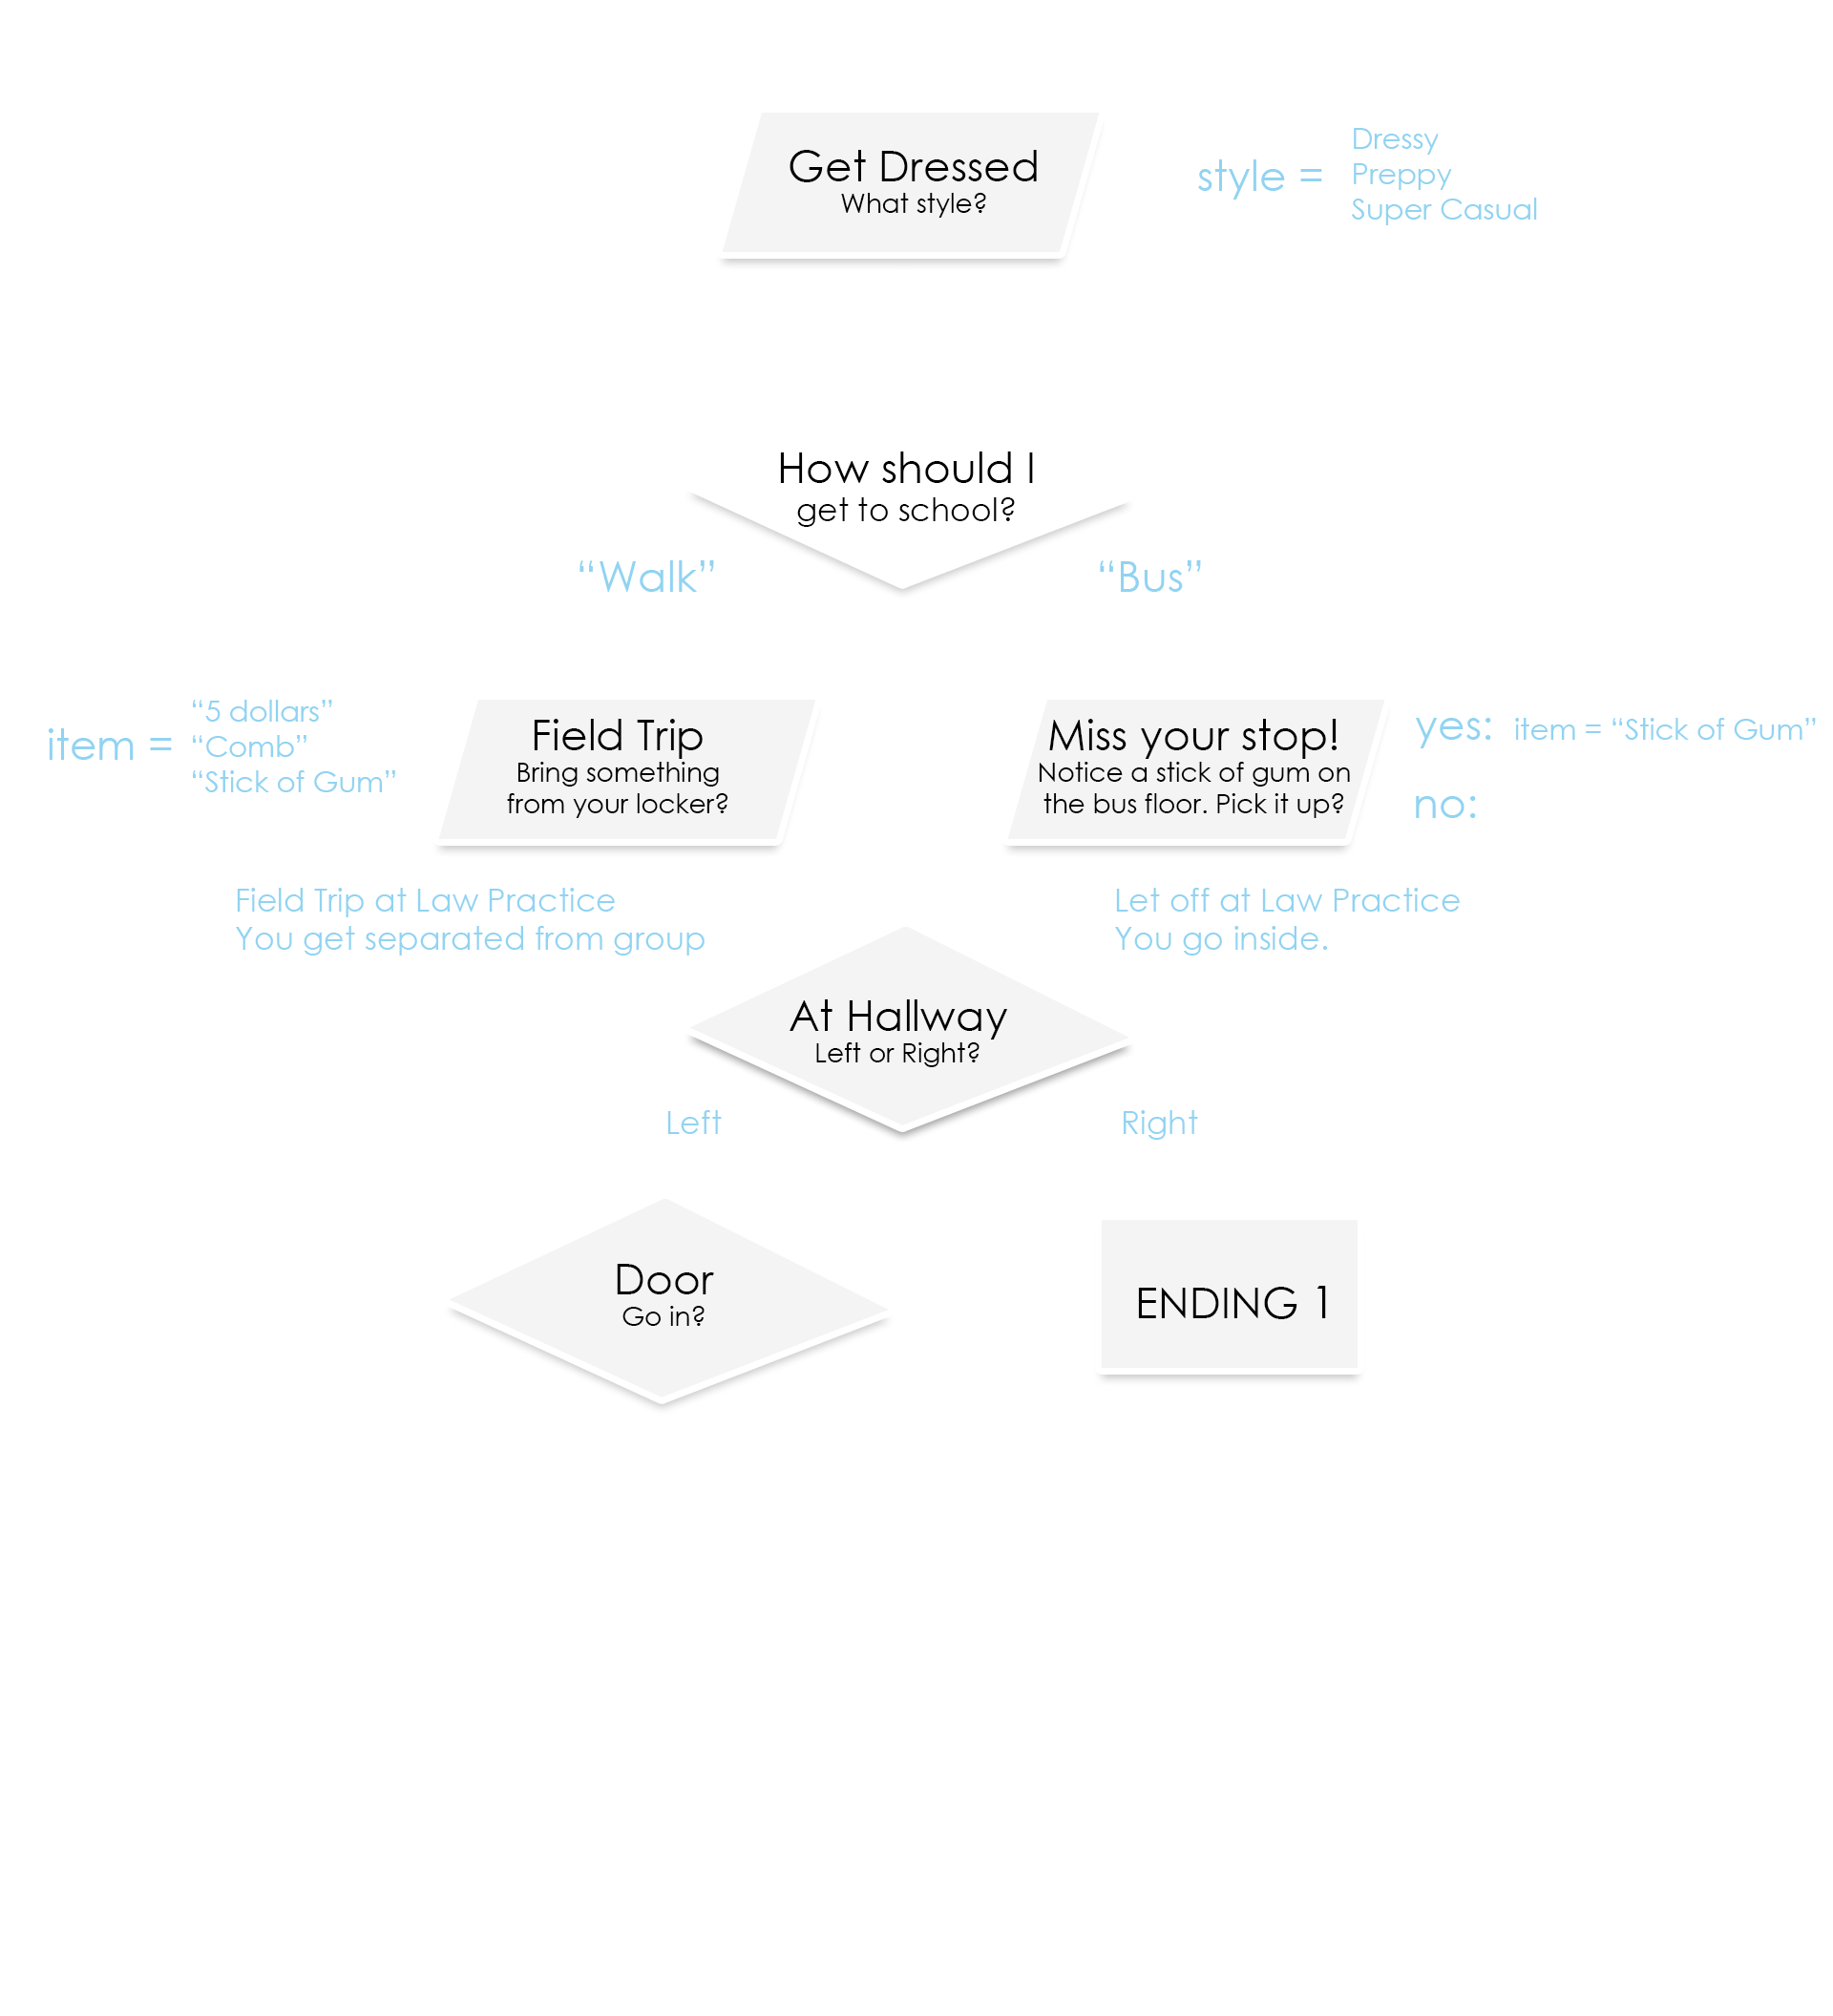 Get Dressed
What style?
style =
Dressy
Preppy
Super Casual
How should I
get to school?
“Walk”
“Bus”
item =
“5 dollars”
“Comb”
“Stick of Gum”
Field Trip
Bring something
from your locker?
Miss your stop!
Notice a stick of gum on
the bus floor. Pick it up?
yes: item = “Stick of Gum”
no:
Field Trip at Law Practice
You get separated from group
Let off at Law Practice
You go inside.
At Hallway
Left or Right?
Left
Right
Door
Go in?
ENDING 1